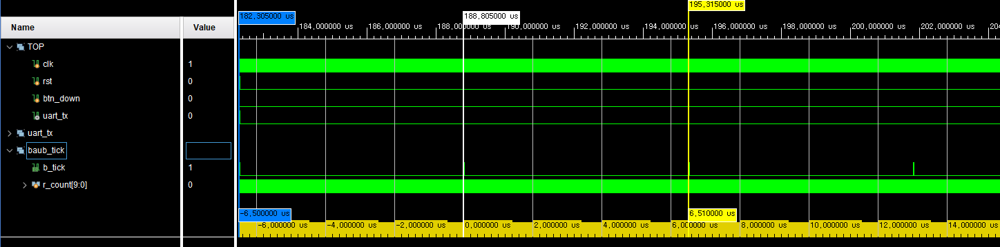 195,315000 us
182,305000 us 188,805000 us
Name Value
184,000000 us 186,000000 us 188, 190,000000 us 192,000000 us 194,000000 us 196,000000 us 198,000000 us 200,000000 us 202,000000 us 204
TOP
clk 1
rst 0
btn_down 0
uart_tx 0
uart_tx
baub_tick
b_tick 1
r_count[9:0] 0
-6,500000 us 6,510000 us
-6,000000 us -4,000000 us -2,000000 us 0,000000 us 2,000000 us 4,000000 us 6,000000 us 8,000000 us 10,000000 us 12,000000 us 14,000000 us